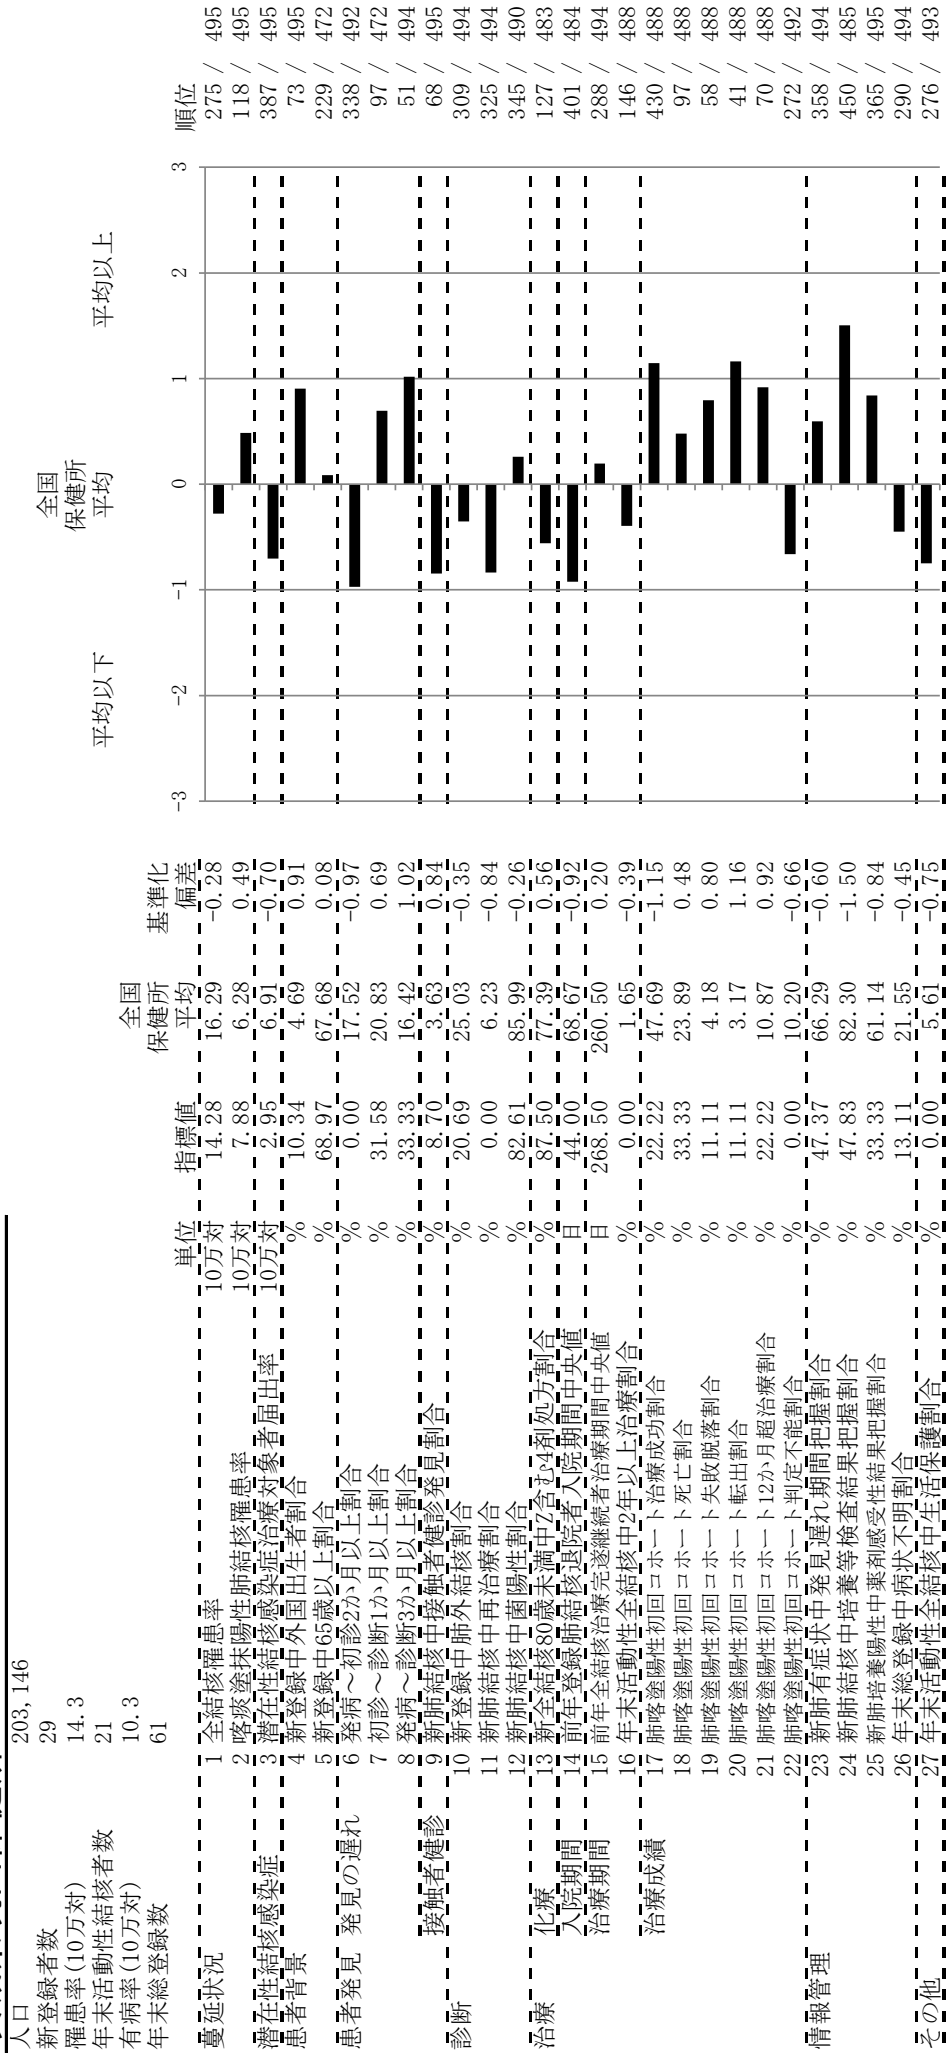 人口 203,146
新登録者数 29
罹患率(10万対) 14.3
年末活動性結核者数 21
有病率(10万対) 10.3
年末総登録数 61
単位 指標値 全国保健所平均 基準化偏差 平均以下 全国保健所平均 平均以上 順位
-3 -2 -1 0 1 2 3
蔓延状況 1 全結核罹患率 10万対 14.28 16.29 -0.28 275 / 495
2 喀痰塗抹陽性肺結核罹患率 10万対 7.88 6.28 0.49 118 / 495
潜在性結核感染症 3 潜在性結核感染症治療対象者届出率 10万対 2.95 6.91 -0.70 387 / 495
患者背景 4 新登録中外国出生者割合 % 10.34 4.69 0.91 73 / 495
5 新登録中65歳以上割合 % 68.97 67.68 0.08 229 / 472
患者発見 発見の遅れ 6 発病～初診2か月以上割合 % 0.00 17.52 -0.97 338 / 492
7 初診～診断1か月以上割合 % 31.58 20.83 0.69 97 / 472
8 発病～診断3か月以上割合 % 33.33 16.42 1.02 51 / 494
接触者健診 9 新肺結核中接触者健診発見割合 % 8.70 3.63 0.84 68 / 495
診断 10 新登録中肺外結核割合 % 20.69 25.03 -0.35 309 / 494
11 新肺結核中再治療割合 % 0.00 6.23 -0.84 325 / 494
12 新肺結核中菌陽性割合 % 82.61 85.99 -0.26 345 / 490
治療 化療 13 新全結核80歳未満中Z含む4剤処方割合 % 87.50 77.39 0.56 127 / 483
入院期間 14 前年登録肺結核退院者入院期間中央値 日 44.00 68.67 -0.92 401 / 484
治療期間 15 前年全結核治療完遂継続者治療期間中央値 日 268.50 260.50 0.20 288 / 494
16 年末活動性全結核中2年以上治療割合 % 0.00 1.65 -0.39 146 / 488
治療成績 17 肺喀塗陽性初回コホート治療成功割合 % 22.22 47.69 -1.15 430 / 488
18 肺喀塗陽性初回コホート死亡割合 % 33.33 23.89 0.48 97 / 488
19 肺喀塗陽性初回コホート失敗脱落割合 % 11.11 4.18 0.80 58 / 488
20 肺喀塗陽性初回コホート転出割合 % 11.11 3.17 1.16 41 / 488
21 肺喀塗陽性初回コホート12か月超治療割合 % 22.22 10.87 0.92 70 / 488
22 肺喀塗陽性初回コホート判定不能割合 % 0.00 10.20 -0.66 272 / 492
情報管理 23 新肺有症状中発見遅れ期間把握割合 % 47.37 66.29 -0.60 358 / 494
24 新肺結核中培養等検査結果把握割合 % 47.83 82.30 -1.50 450 / 485
25 新肺培養陽性中薬剤感受性結果把握割合 % 33.33 61.14 -0.84 365 / 495
26 年末総登録中病状不明割合 % 13.11 21.55 -0.45 290 / 494
その他 27 年末活動性全結核中生活保護割合 % 0.00 5.61 -0.75 276 / 493